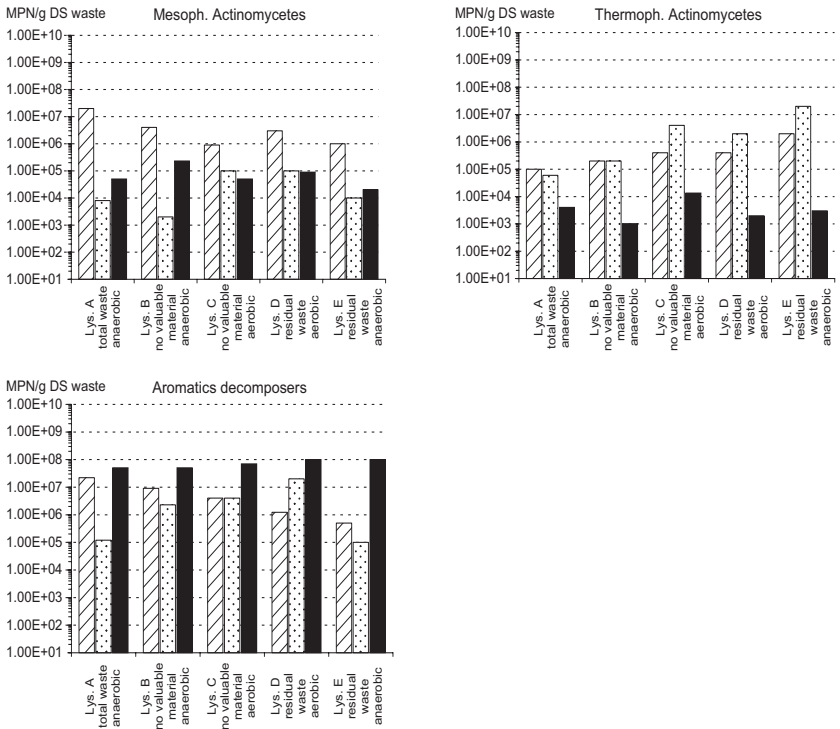 MPN/g DS waste Mesoph. Actinomycetes
1.00E+10
1.00E+09
1.00E+08
1.00E+07
1.00E+06
1.00E+05
1.00E+04
1.00E+03
1.00E+02
1.00E+01
Lys. A
total waste
anaerobic
Lys. B
no valuable
material
anaerobic
Lys. C
no valuable
material
aerobic
Lys. D
residual
waste
aerobic
Lys. E
residual
waste
anaerobic
MPN/g DS waste Thermoph. Actinomycetes
1.00E+10
1.00E+09
1.00E+08
1.00E+07
1.00E+06
1.00E+05
1.00E+04
1.00E+03
1.00E+02
1.00E+01
Lys. A
total waste
anaerobic
Lys. B
no valuable
material
anaerobic
Lys. C
no valuable
material
aerobic
Lys. D
residual
waste
aerobic
Lys. E
residual
waste
anaerobic
MPN/g DS waste Aromatics decomposers
1.00E+10
1.00E+09
1.00E+08
1.00E+07
1.00E+06
1.00E+05
1.00E+04
1.00E+03
1.00E+02
1.00E+01
Lys. A
total waste
anaerobic
Lys. B
no valuable
material
anaerobic
Lys. C
no valuable
material
aerobic
Lys. D
residual
waste
aerobic
Lys. E
residual
waste
anaerobic